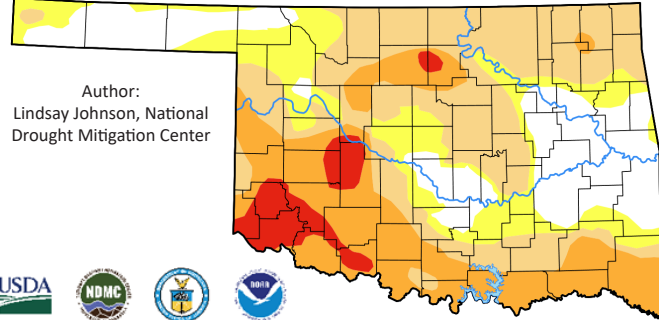 Author:
Lindsay Johnson, National
Drought Mitigation Center
USDA
NDMC
NOAA